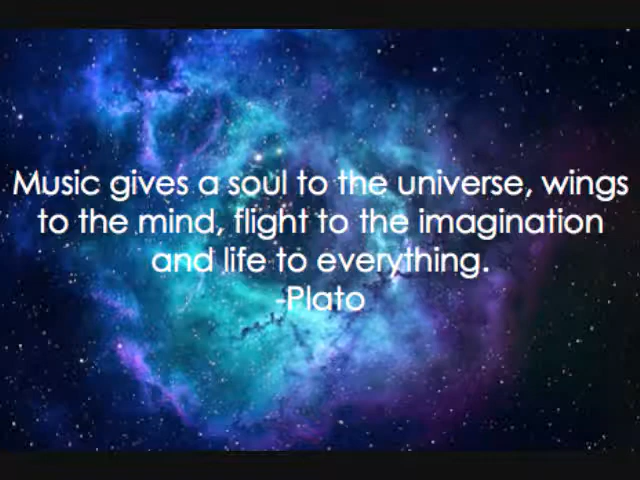 Music gives a soul to the universe, wings
to the mind, flight to the imagination
and life to everything.
-Plato